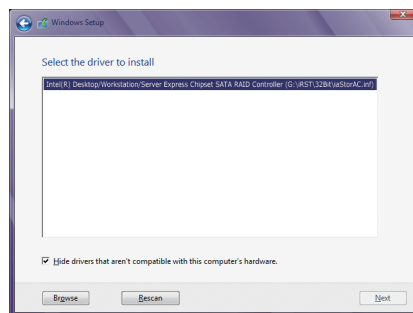 Windows Setup
Select the driver to install
Intel(R) Desktop/Workstation/Server Express Chipset SATA RAID Controller (G:\iRST\32Bit\iaStorAC.inf)
Hide drivers that aren't compatible with this computer's hardware.
Browse Rescan Next